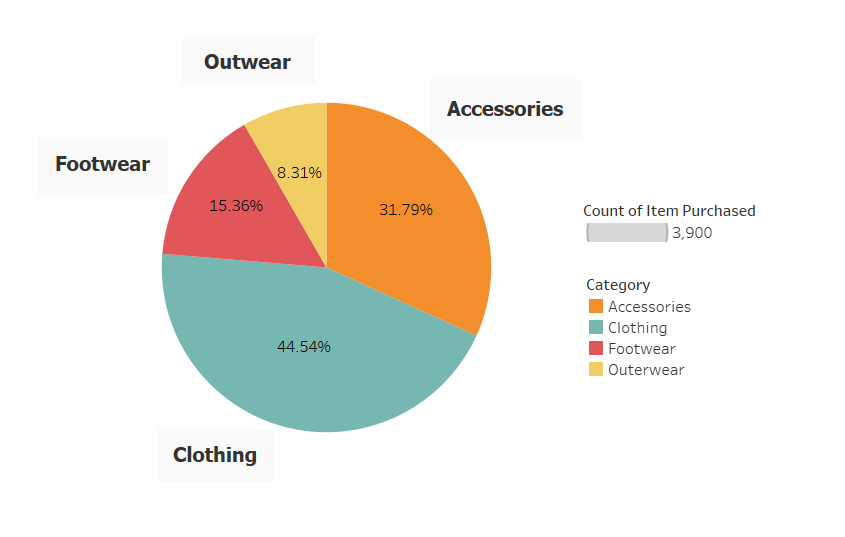 Outwear
Accessories
Footwear
8.31%
15.36%
31.79%
44.54%
Clothing
Count of Item Purchased
3,900
Category
Accessories
Clothing
Footwear
Outerwear